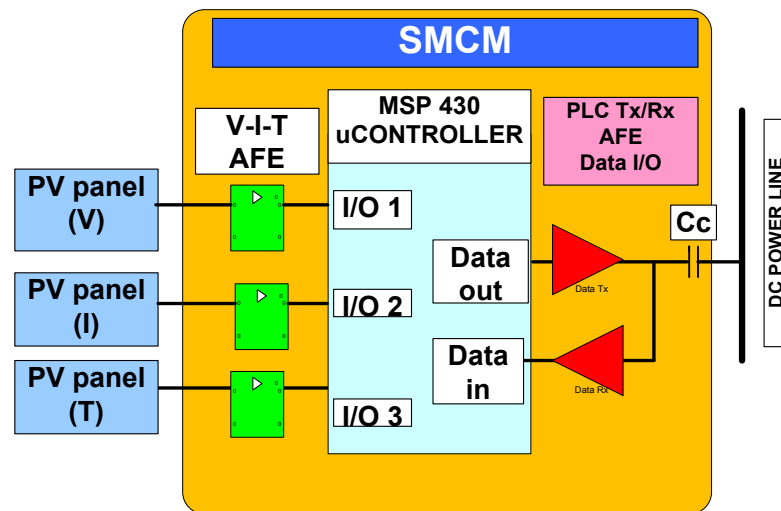 SMCM
V-I-T
AFE
MSP 430
uCONTROLLER
PLC Tx/Rx
AFE
Data I/O
PV panel
(V)
I/O 1
Cc
DC POWER LINE
Data
out
Data Tx
PV panel
(I)
I/O 2
Data
in
Data Rx
PV panel
(T)
I/O 3